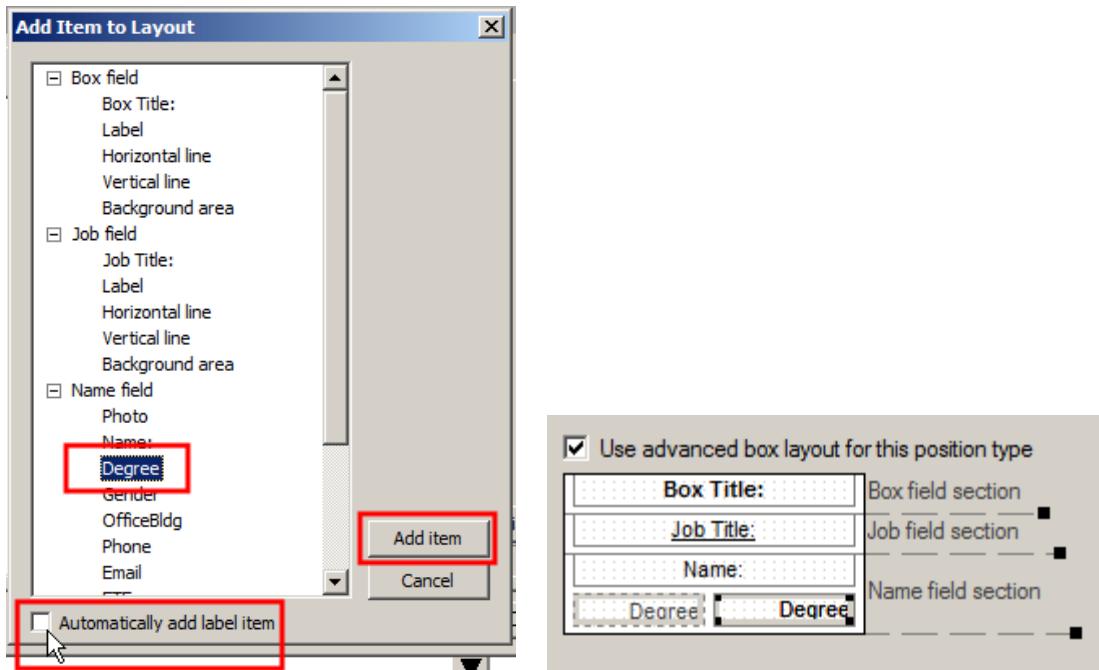 Add Item to Layout
Box field
Box Title:
Label
Horizontal line
Vertical line
Background area
Job field
Job Title:
Label
Horizontal line
Vertical line
Background area
Name field
Photo
Name:
Degree
Gender
OfficeBldg
Phone
Email
Add item
Cancel
Automatically add label item
Use advanced box layout for this position type
Box Title:
Box field section
Job Title:
Job field section
Name:
Name field section
Degree
Degree